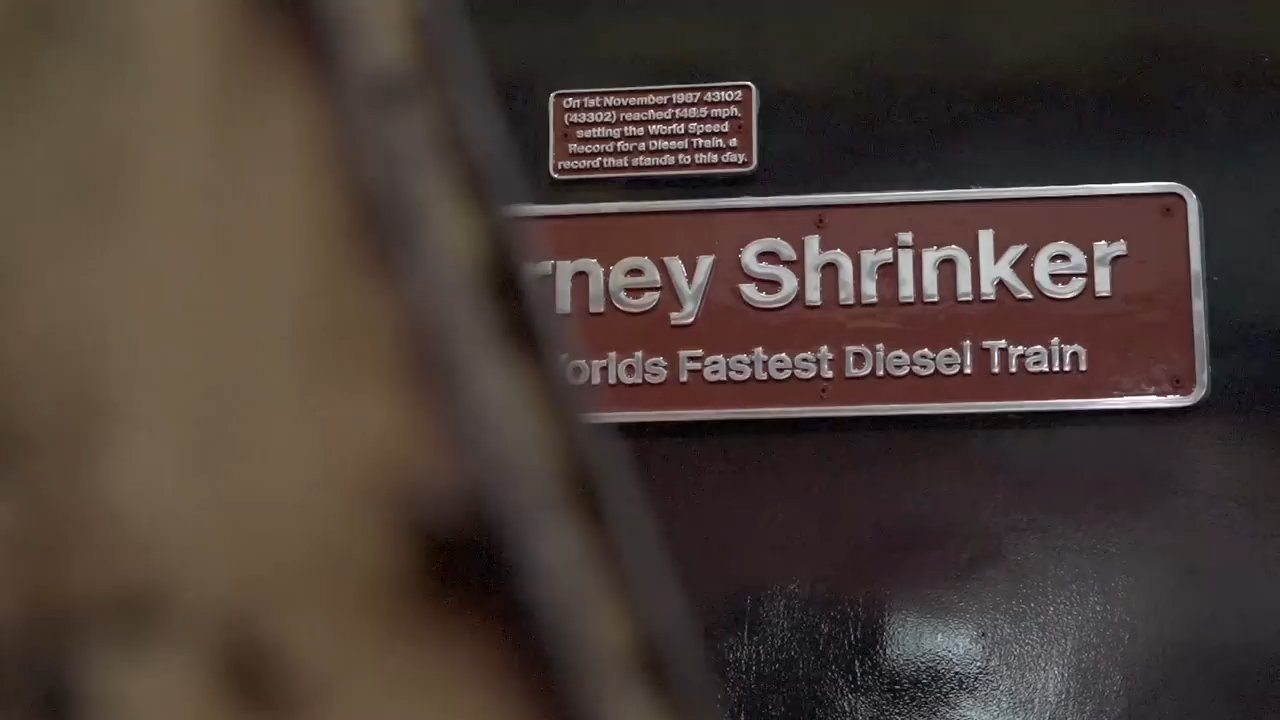 On 1st November 1987 43102
(43302) reached 148.5 mph,
setting the World Speed
Record for a Diesel Train, a
record that stands to this day.
rney Shrinker
orlds Fastest Diesel Train